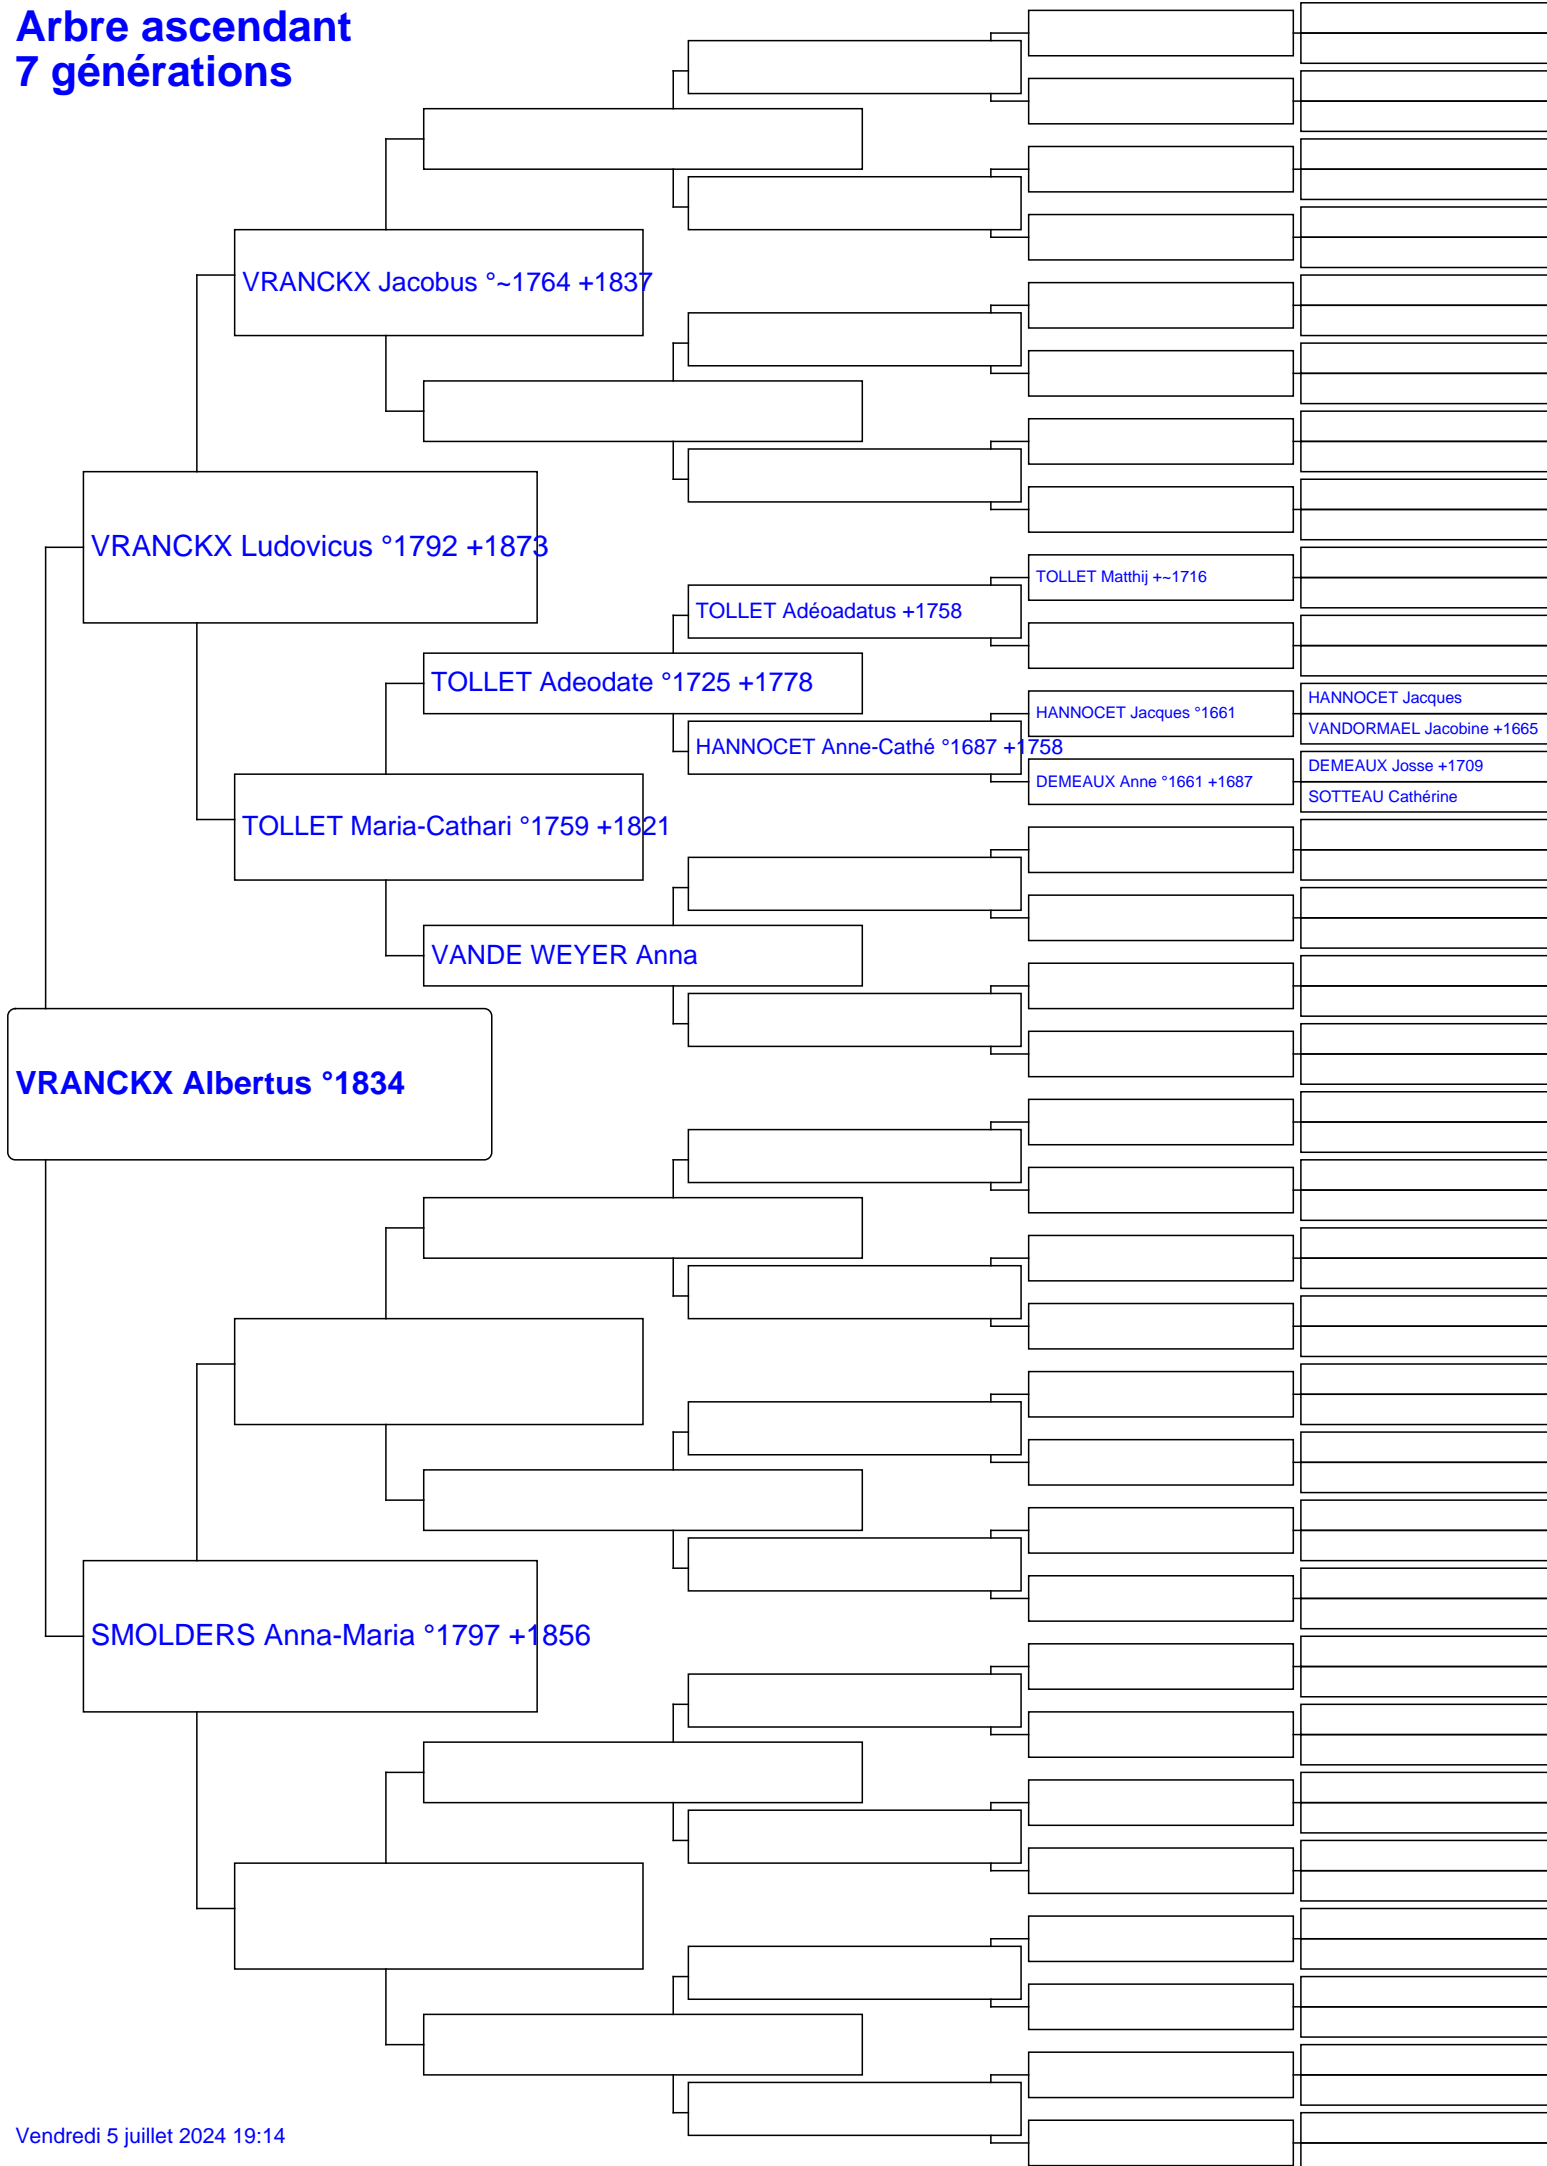 Arbre ascendant
7 générations
VRANCKX Jacobus °~1764 +1837
VRANCKX Ludovicus °1792 +1873
TOLLET Matthij +~1716
TOLLET Adéoadatus +1758
TOLLET Adeodate °1725 +1778
HANNOCET Jacques
HANNOCET Jacques °1661
VANDORMAEL Jacobine +1665
HANNOCET Anne-Cathé °1687 +1758
DEMEAUX Josse +1709
DEMEAUX Anne °1661 +1687
SOTTEAU Cathérine
TOLLET Maria-Cathari °1759 +1821
VANDE WEYER Anna
VRANCKX Albertus °1834
SMOLDERS Anna-Maria °1797 +1856
Vendredi 5 juillet 2024 19:14